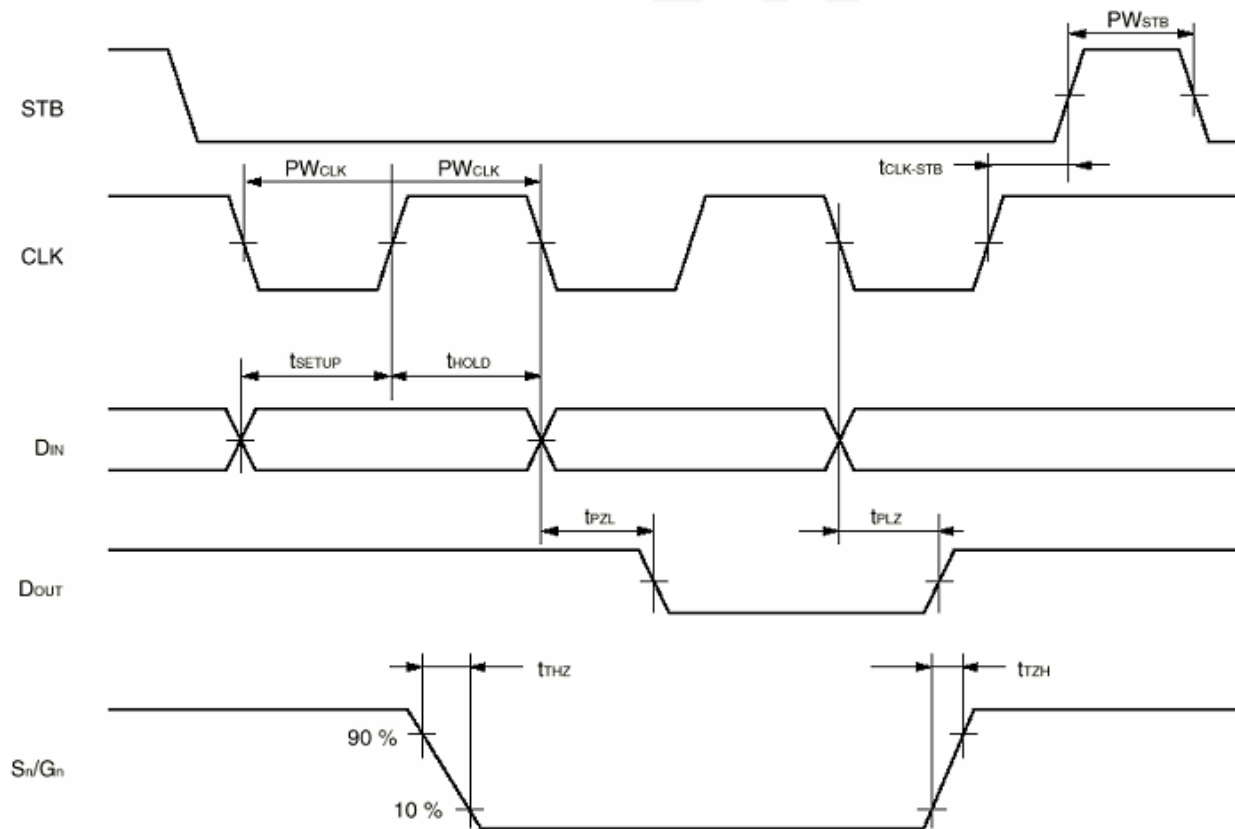 PWSTB
STB
tCLK-STB
PWCLK PWCLK
CLK
tSETUP tHOLD
DIN
tPZL tPLZ
DOUT
tTHZ tTZH
90 %
Sn/Gn
10 %